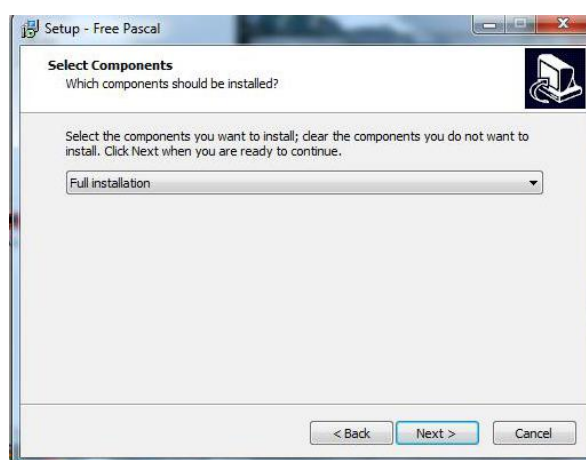 Setup - Free Pascal
Select Components
Which components should be installed?
Select the components you want to install; clear the components you do not want to
install. Click Next when you are ready to continue.
Full installation
< Back Next > Cancel